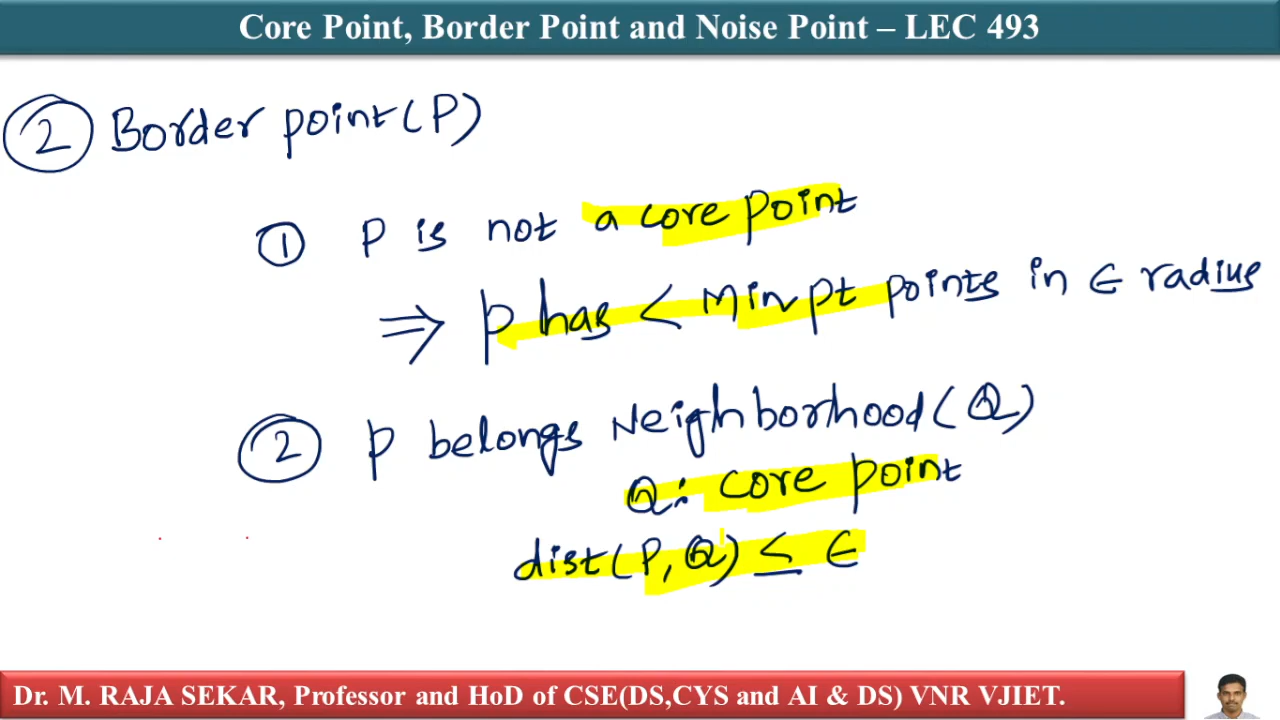 Core Point, Border Point and Noise Point – LEC 493
② Border point(P)
① P is not a core point
⇒ p has < Minpt points in ∈ radius
② p belongs Neighborhood(Q)
Q: core point
dist(P,Q) ≤ ∈
Dr. M. RAJA SEKAR, Professor and HoD of CSE(DS,CYS and AI & DS) VNR VJIET.